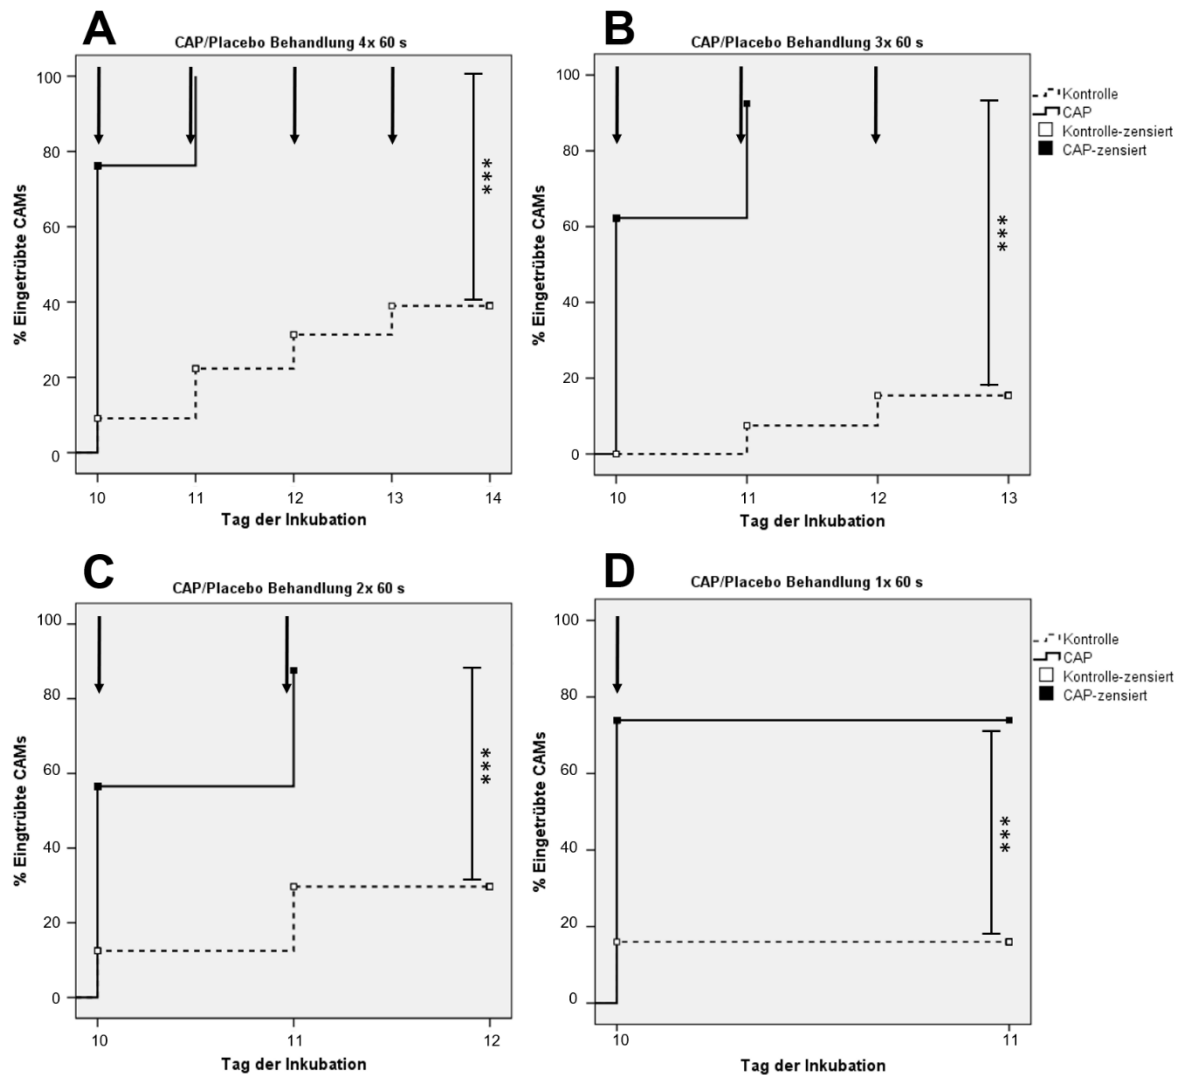 A
CAP/Placebo Behandlung 4x 60 s
% Eingetrübte CAMs
100
80
60
40
20
0
***
10 11 12 13 14
Tag der Inkubation
B
CAP/Placebo Behandlung 3x 60 s
% Eingetrübte CAMs
100
80
60
40
20
0
***
10 11 12 13
Tag der Inkubation
Kontrolle
CAP
Kontrolle-zensiert
CAP-zensiert
C
CAP/Placebo Behandlung 2x 60 s
% Eingtrübte CAMs
100
80
60
40
20
0
***
10 11 12
Tag der Inkubation
D
CAP/Placebo Behandlung 1x 60 s
% Eingetrübte CAMs
100
80
60
40
20
0
***
10 11
Tag der Inkubation
Kontrolle
CAP
Kontrolle-zensiert
CAP-zensiert